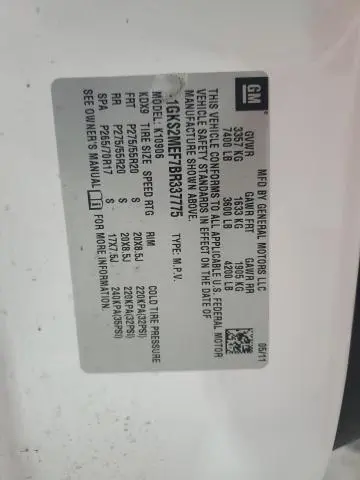 GM
MFD BY GENERAL MOTORS LLC
05/11
GVWR GAWR FRT GAWR RR
3357 KG 1633 KG 1905 KG
7400 LB 3600 LB 4200 LB
THIS VEHICLE CONFORMS TO ALL APPLICABLE U.S. FEDERAL MOTOR
VEHICLE SAFETY STANDARDS IN EFFECT ON THE DATE OF
MANUFACTURE SHOWN ABOVE.
1GKS2MEF7BR337775 TYPE: M.P.V.
MODEL: K10906
KDX9 TIRE SIZE SPEED RTG RIM COLD TIRE PRESSURE
FRT P275/55R20 S 20X8.5J 220KPA(32PSI)
RR P275/55R20 S 20X8.5J 220KPA(32PSI)
SPA P265/70R17 S 17X7.5J 240KPA(35PSI)
SEE OWNER'S MANUAL FOR MORE INFORMATION.